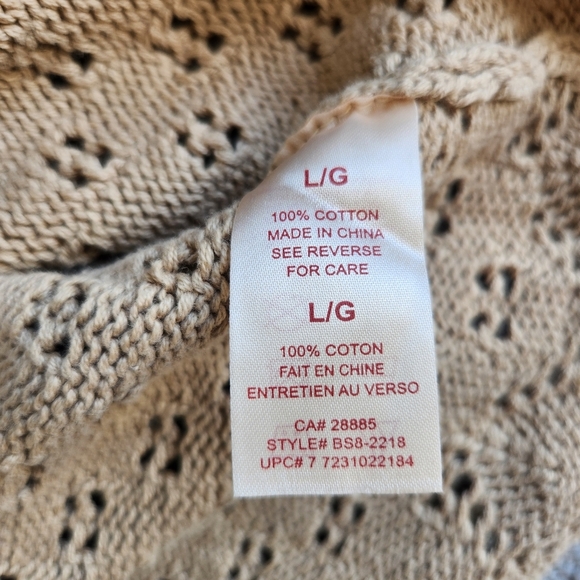 L/G
100% COTTON
MADE IN CHINA
SEE REVERSE
FOR CARE
L/G
100% COTON
FAIT EN CHINE
ENTRETIEN AU VERSO
CA# 28885
STYLE# BS8-2218
UPC# 7 7231022184